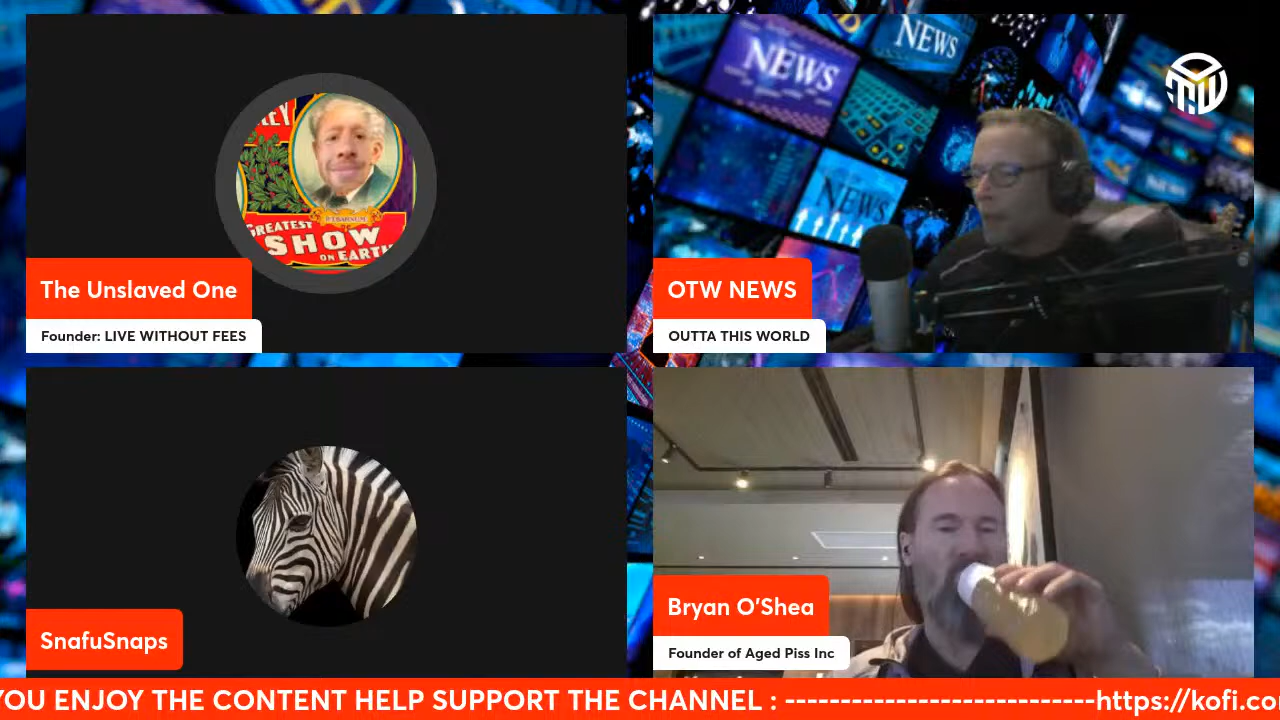 NEWS
NEWS
NEWS
NEWS
GREATEST
SHOW
ON EARTH
The Unslaved One
Founder: LIVE WITHOUT FEES
OTW NEWS
OUTTA THIS WORLD
SnafuSnaps
Bryan O'Shea
Founder of Aged Piss Inc
YOU ENJOY THE CONTENT HELP SUPPORT THE CHANNEL : ----------------------------https://kofi.co